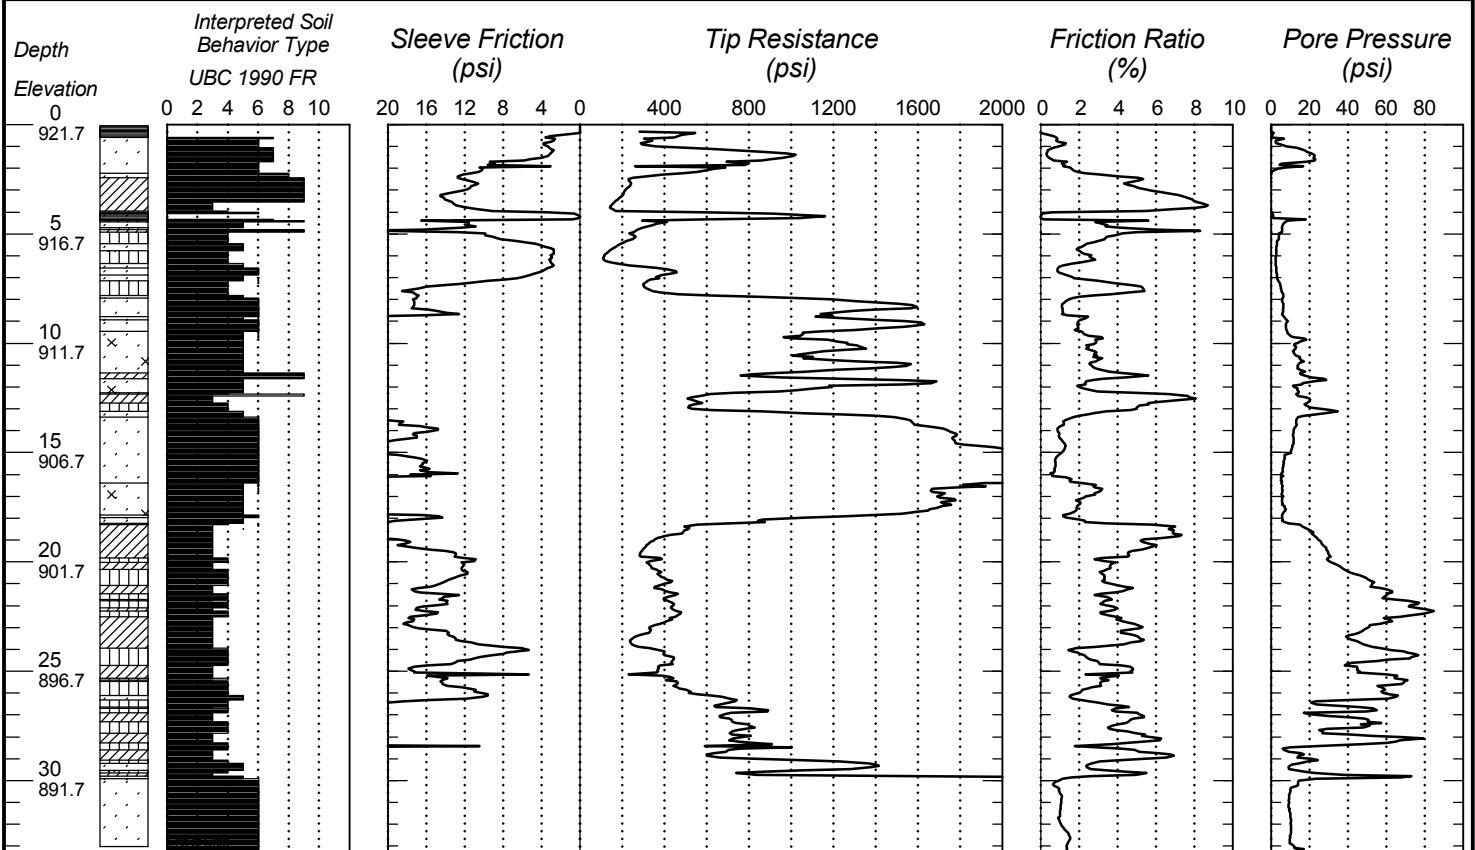 Interpreted Soil
Behavior Type
UBC 1990 FR
Depth
Elevation
Sleeve Friction
(psi)
Tip Resistance
(psi)
Friction Ratio
(%)
Pore Pressure
(psi)
0 2 4 6 8 10
20 16 12 8 4 0
400 800 1200 1600 2000
0 2 4 6 8 10
0 20 40 60 80
0
921.7
5
916.7
10
911.7
15
906.7
20
901.7
25
896.7
30
891.7